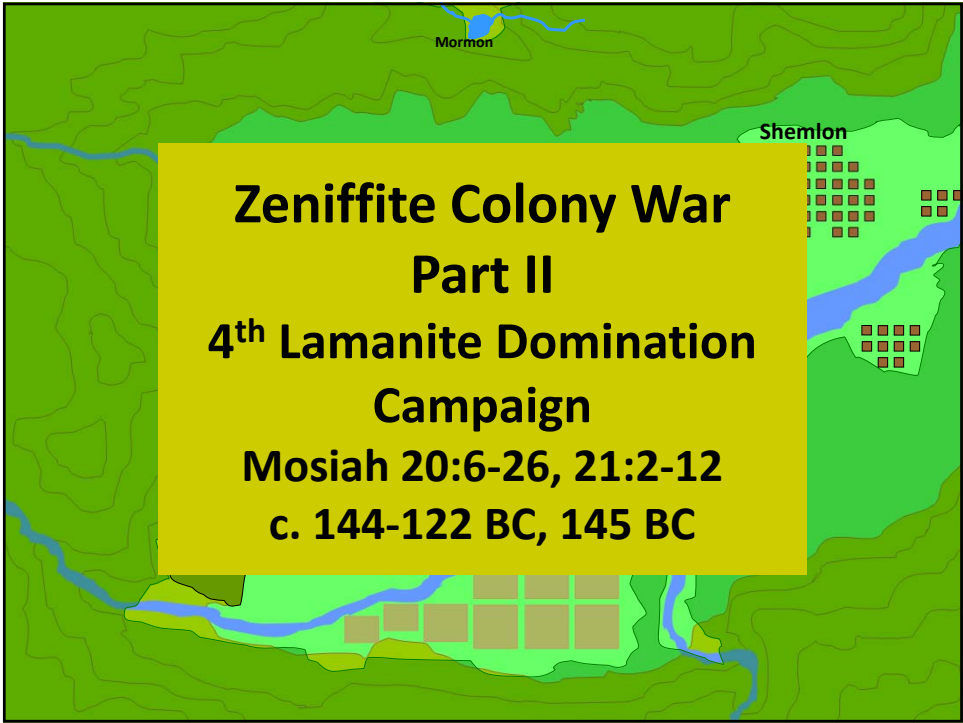 Mormon
Shemlon
Zeniffite Colony War
Part II
4th Lamanite Domination
Campaign
Mosiah 20:6-26, 21:2-12
c. 144-122 BC, 145 BC